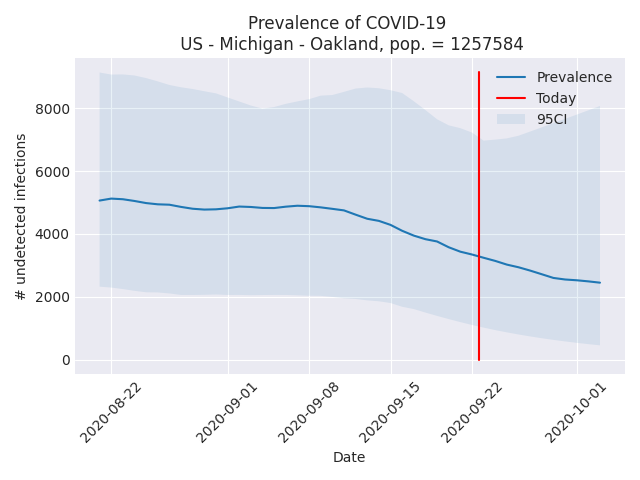 Prevalence of COVID-19
US - Michigan - Oakland, pop. = 1257584
Prevalence
Today
95CI
8000
6000
4000
2000
0
# undetected infections
2020-08-22
2020-09-01
2020-09-08
2020-09-15
2020-09-22
2020-10-01
Date